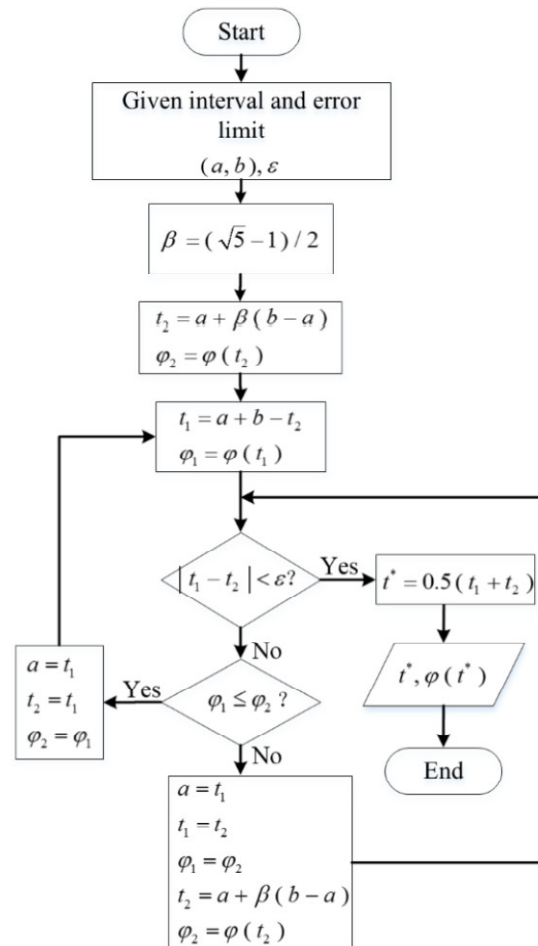 Start
Given interval and error
limit
(a, b), ε
β = (√5 −1) / 2
t₂ = a + β(b − a)
φ₂ = φ(t₂)
t₁ = a + b − t₂
φ₁ = φ(t₁)
|t₁ − t₂| < ε?
Yes
t* = 0.5(t₁ + t₂)
No
t*, φ(t*)
a = t₁
t₂ = t₁
φ₂ = φ₁
Yes
φ₁ ≤ φ₂ ?
No
End
a = t₁
t₁ = t₂
φ₁ = φ₂
t₂ = a + β(b − a)
φ₂ = φ(t₂)